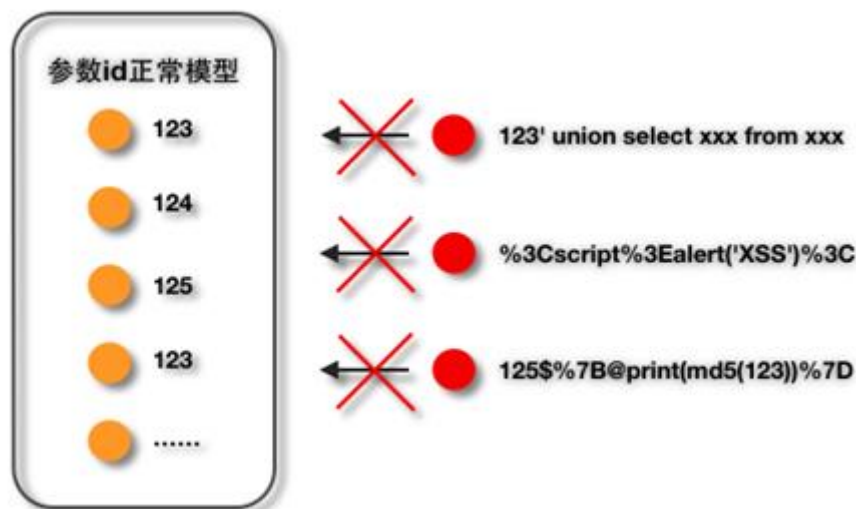 参数id正常模型
123
124
125
123
......
123' union select xxx from xxx
%3Cscript%3Ealert('XSS')%3C
125$%7B@print(md5(123))%7D